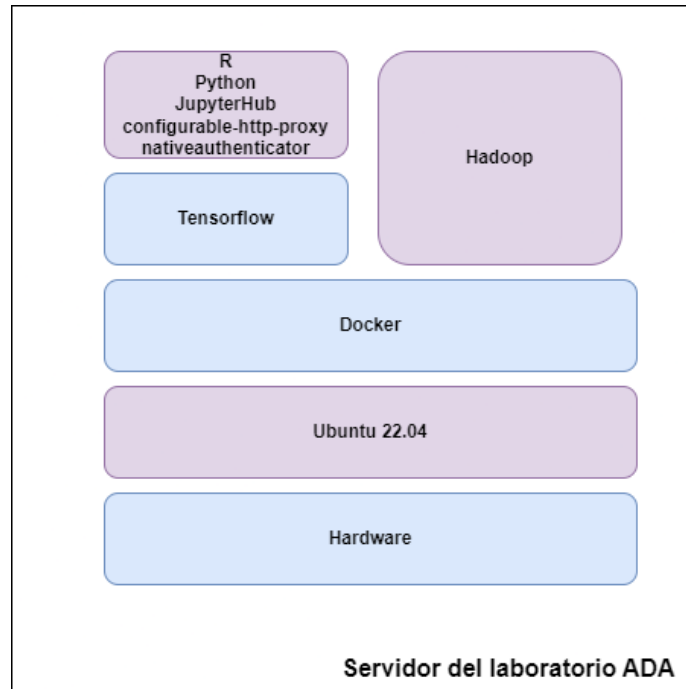 R
Python
JupyterHub
configurable-http-proxy
nativeauthenticator
Hadoop
Tensorflow
Docker
Ubuntu 22.04
Hardware
Servidor del laboratorio ADA